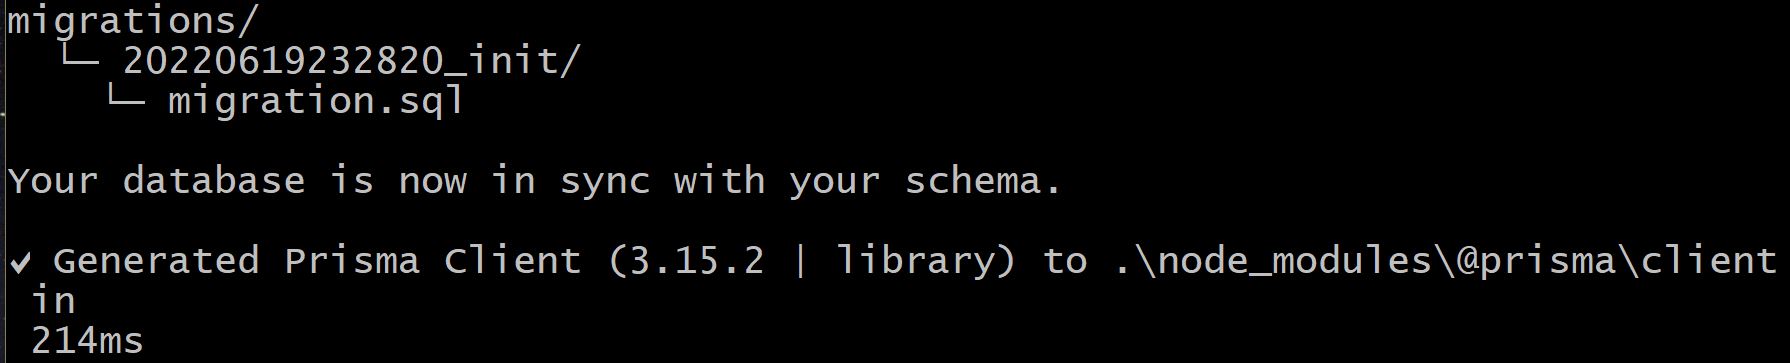 migrations/
└─ 20220619232820_init/
└─ migration.sql
Your database is now in sync with your schema.
✔ Generated Prisma Client (3.15.2 | library) to .\node_modules\@prisma\client
in
214ms